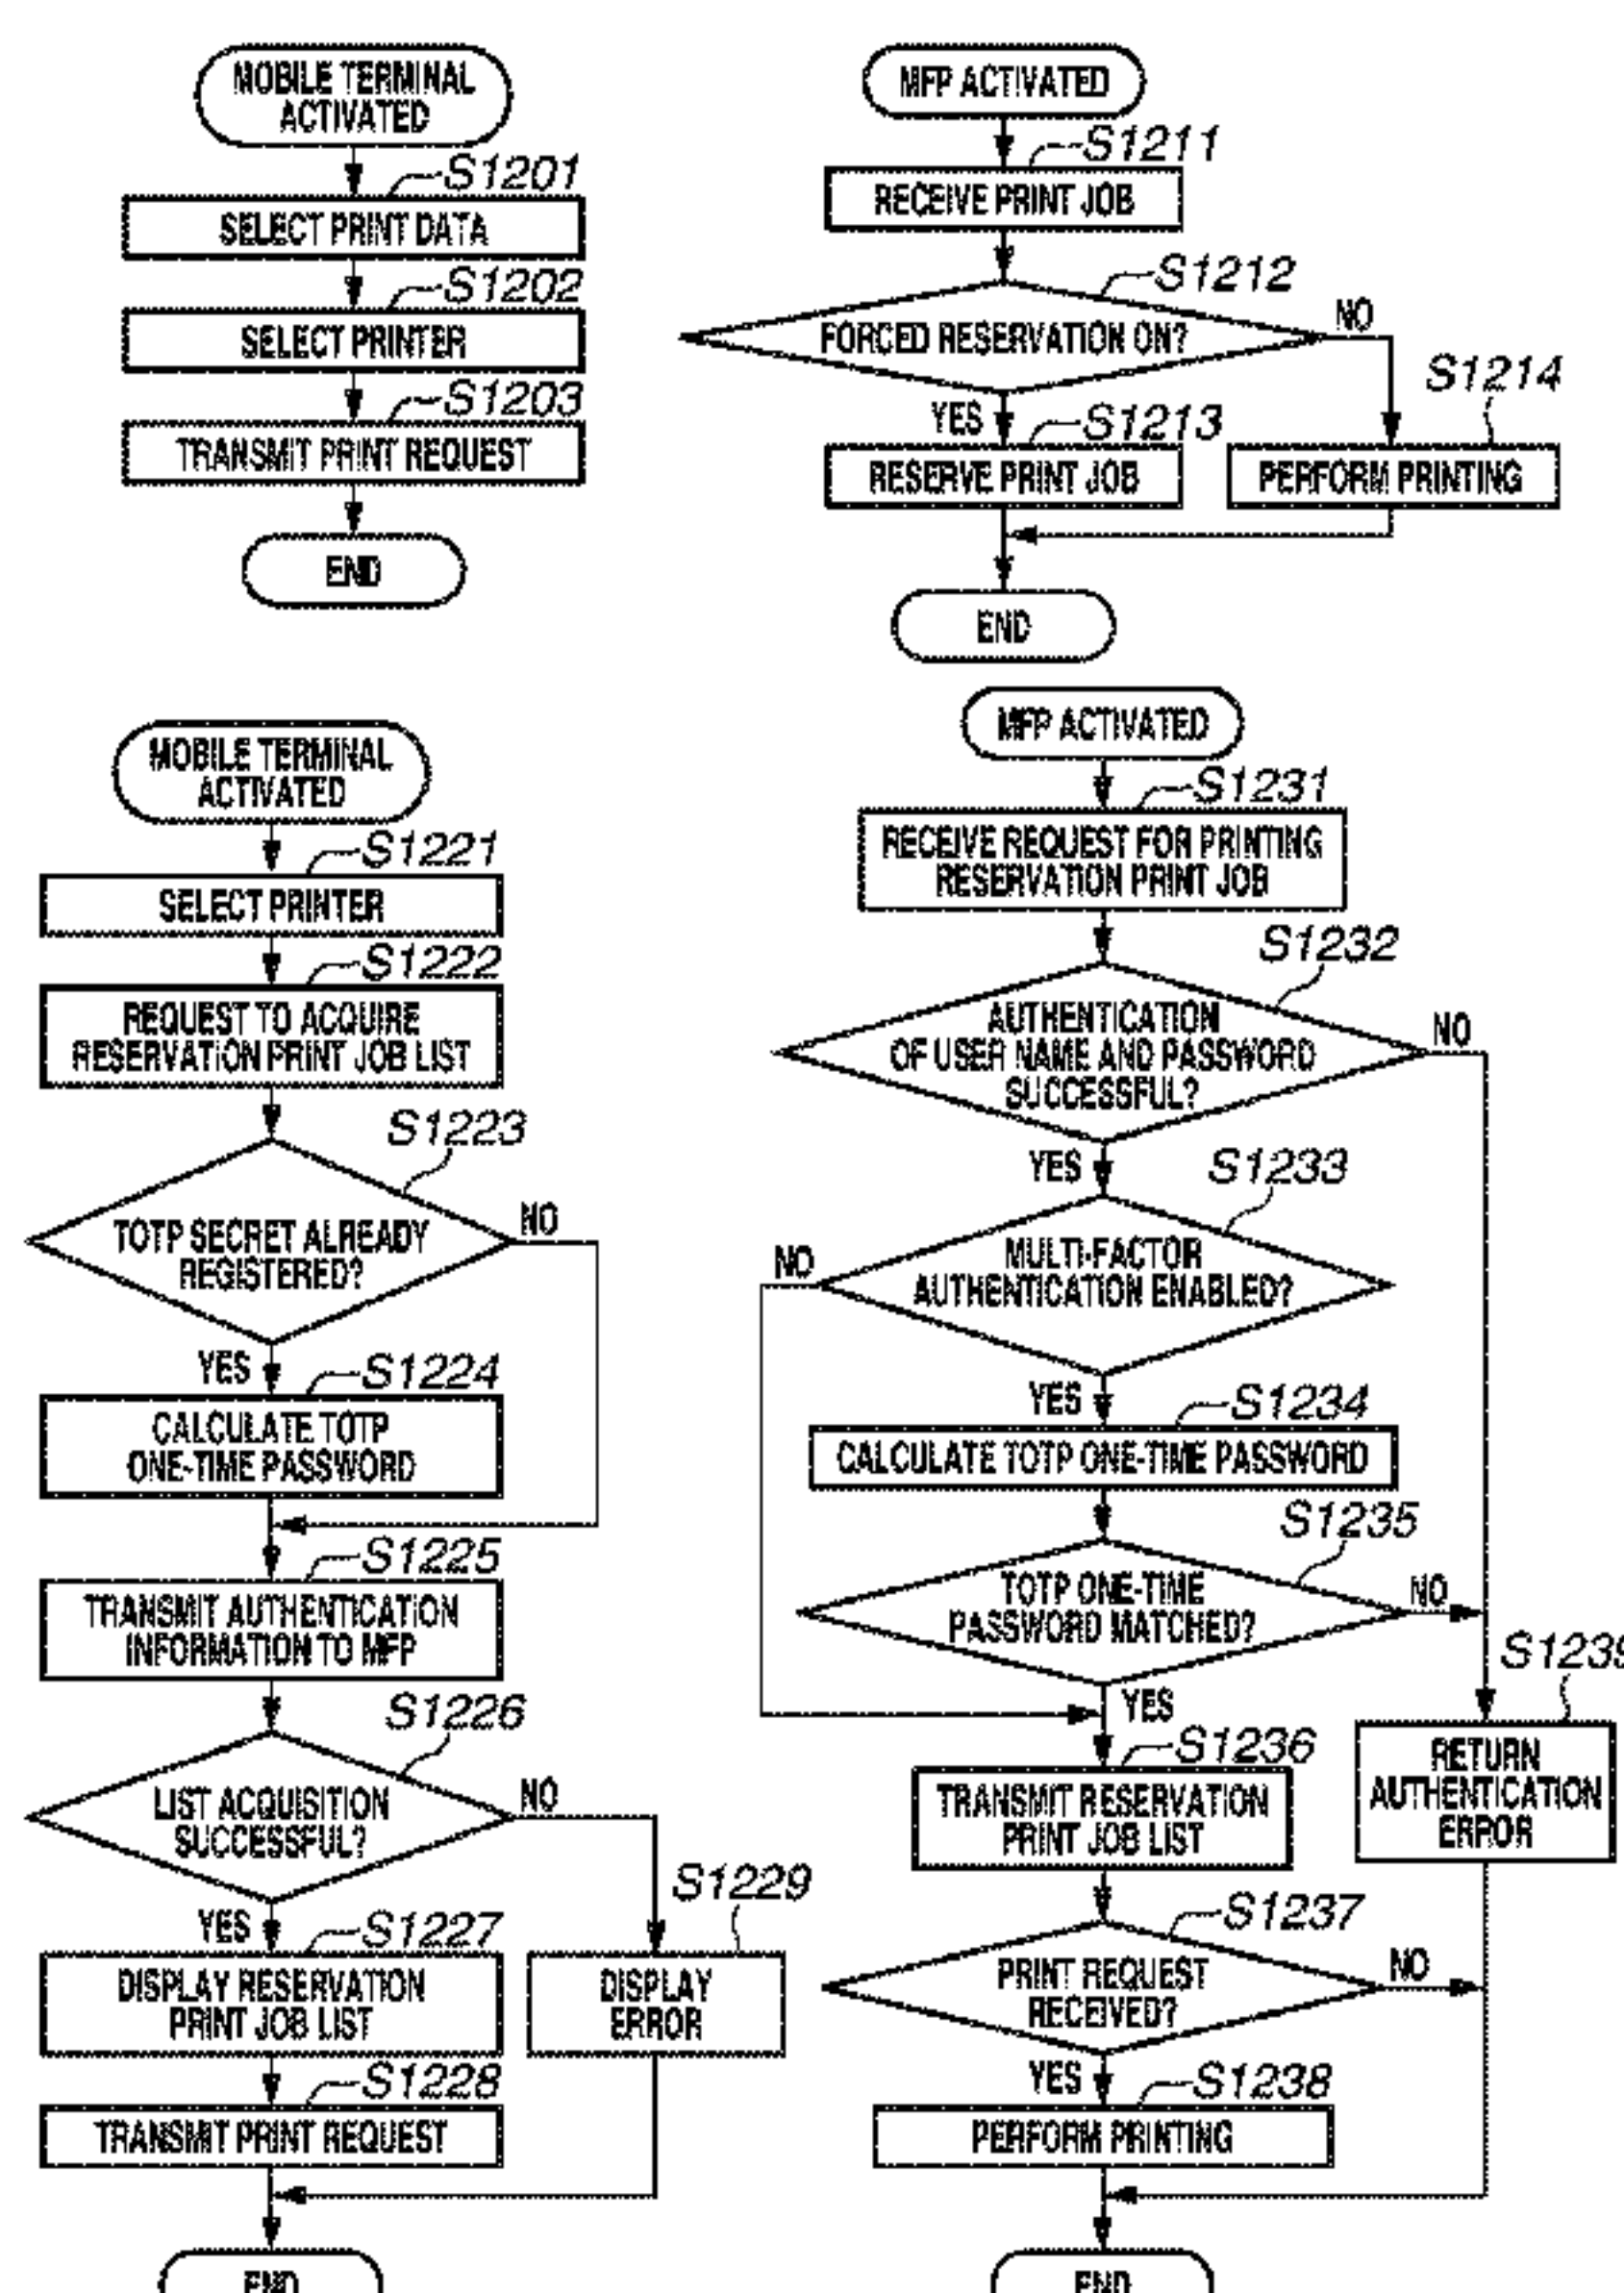 MOBILE TERMINAL
ACTIVATED
S1201
SELECT PRINT DATA
S1202
SELECT PRINTER
S1203
TRANSMIT PRINT REQUEST
END
MFP ACTIVATED
S1211
RECEIVE PRINT JOB
S1212
FORCED RESERVATION ON?
NO
S1214
YES
S1213
RESERVE PRINT JOB
PERFORM PRINTING
END
MOBILE TERMINAL
ACTIVATED
S1221
SELECT PRINTER
S1222
REQUEST TO ACQUIRE
RESERVATION PRINT JOB LIST
S1223
TOTP SECRET ALREADY
REGISTERED?
NO
YES
S1224
CALCULATE TOTP
ONE-TIME PASSWORD
S1225
TRANSMIT AUTHENTICATION
INFORMATION TO MFP
S1226
LIST ACQUISITION
SUCCESSFUL?
NO
S1229
YES
S1227
DISPLAY RESERVATION
PRINT JOB LIST
DISPLAY
ERROR
S1228
TRANSMIT PRINT REQUEST
END
MFP ACTIVATED
S1231
RECEIVE REQUEST FOR PRINTING
RESERVATION PRINT JOB
S1232
AUTHENTICATION
OF USER NAME AND PASSWORD
SUCCESSFUL?
NO
YES
S1233
MULTI-FACTOR
AUTHENTICATION ENABLED?
NO
YES
S1234
CALCULATE TOTP ONE-TIME PASSWORD
S1235
TOTP ONE-TIME
PASSWORD MATCHED?
NO
S1239
YES
S1236
TRANSMIT RESERVATION
PRINT JOB LIST
RETURN
AUTHENTICATION
ERROR
S1237
PRINT REQUEST
RECEIVED?
NO
YES
S1238
PERFORM PRINTING
END